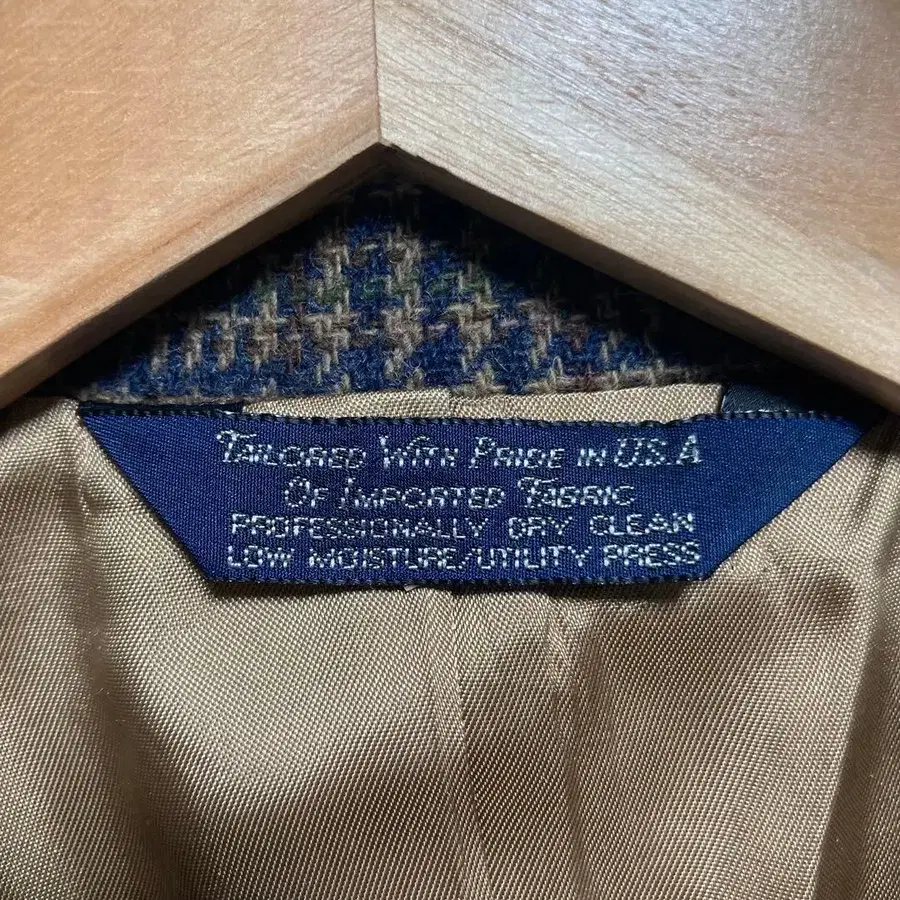 TAILORED WITH PRIDE IN U.S.A
OF IMPORTED FABRIC
PROFESSIONALLY DRY CLEAN
LOW MOISTURE/UTILITY PRESS